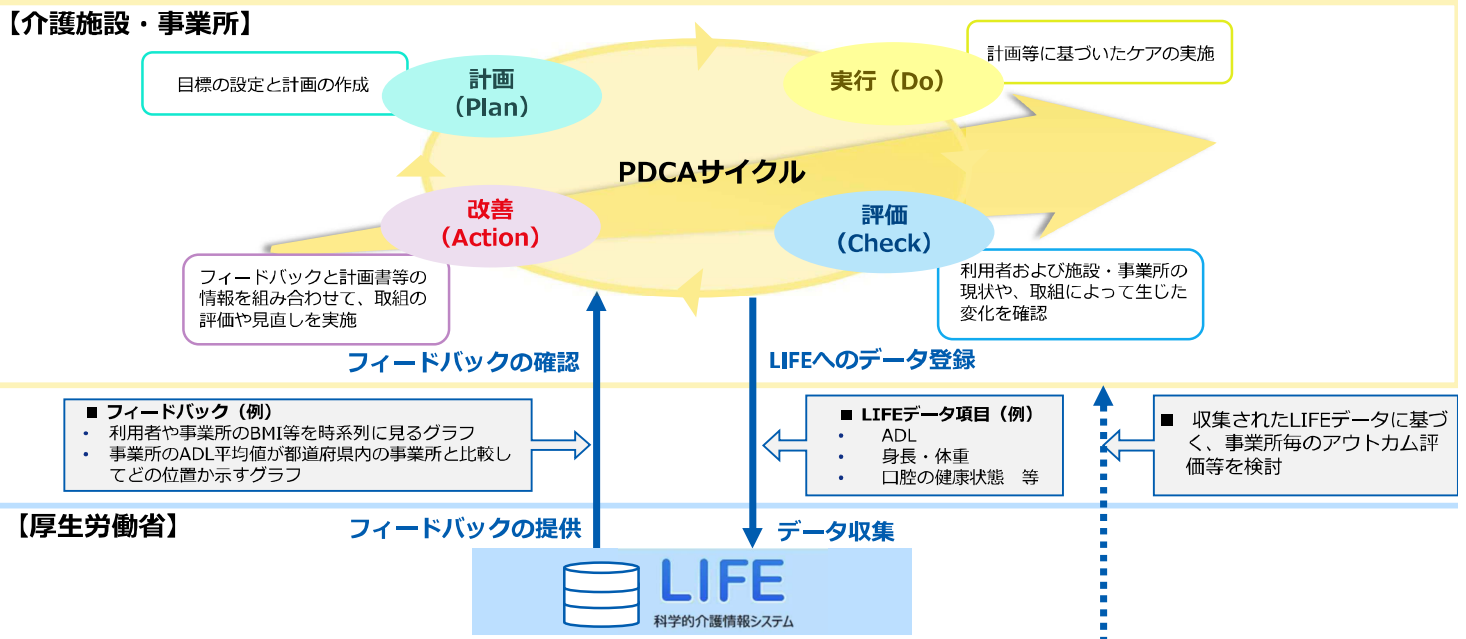 【介護施設・事業所】
目標の設定と計画の作成
計画
(Plan)
実行（Do）
計画等に基づいたケアの実施
PDCAサイクル
改善
（Action）
評価
（Check）
フィードバックと計画書等の
情報を組み合わせて、取組の
評価や見直しを実施
利用者および施設・事業所の
現状や、取組によって生じた
変化を確認
フィードバックの確認
LIFEへのデータ登録
■ フィードバック（例）
• 利用者や事業所のBMI等を時系列に見るグラフ
• 事業所のADL平均値が都道府県内の事業所と比較し
てどの位置か示すグラフ
■ LIFEデータ項目（例）
• ADL
• 身長・体重
• 口腔の健康状態　等
■ 収集されたLIFEデータに基づ
く、事業所毎のアウトカム評
価等を検討
【厚生労働省】
フィードバックの提供
データ収集
LIFE
科学的介護情報システム